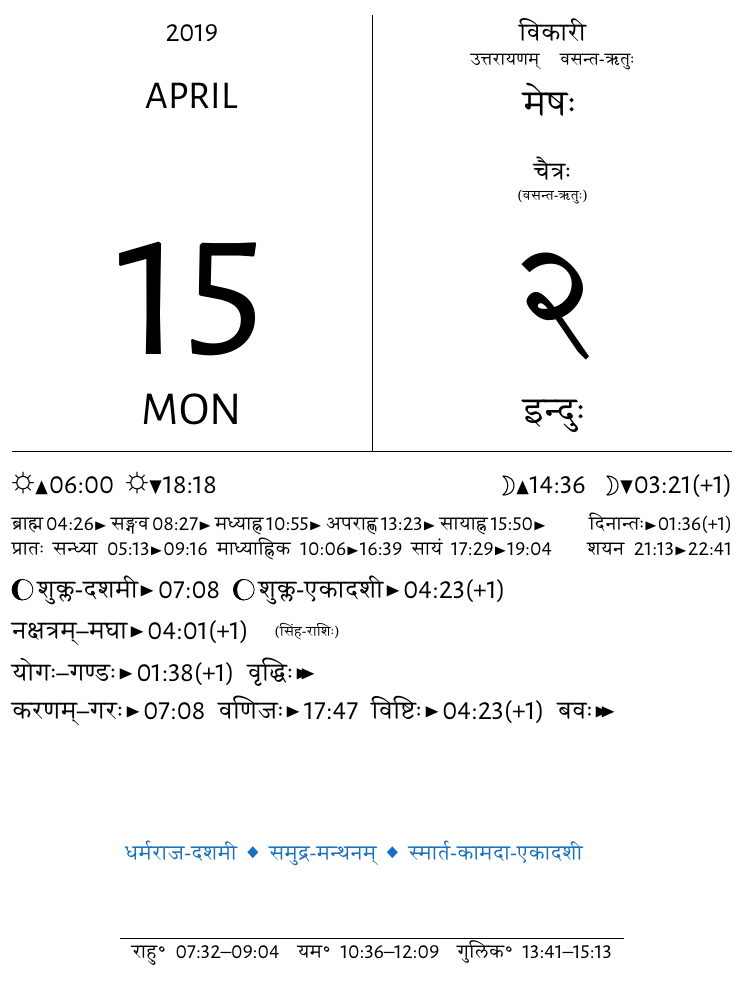 2019
APRIL
15
MON
विकारी
उत्तरायणम् वसन्त-ऋतुः
मेषः
चैत्रः
(वसन्त-ऋतुः)
२
इन्दुः
☼▲06:00 ☼▼18:18 ☽▲14:36 ☽▼03:21(+1)
ब्राह्म 04:26► सङ्गव 08:27► मध्याह्न 10:55► अपराह्ण 13:23► सायाह्न 15:50► दिनान्तः►01:36(+1)
प्रातः सन्ध्या 05:13►09:16 माध्याह्निक 10:06►16:39 सायं 17:29►19:04 शयन 21:13►22:41
शुक्ल-दशमी► 07:08 शुक्ल-एकादशी► 04:23(+1)
नक्षत्रम्–मघा► 04:01(+1) (सिंह-राशिः)
योगः–गण्डः► 01:38(+1) वृद्धिः►►
करणम्–गरः► 07:08 वणिजः► 17:47 विष्टिः► 04:23(+1) बवः►►
धर्मराज-दशमी ◆ समुद्र-मन्थनम् ◆ स्मार्त-कामदा-एकादशी
राहु॰ 07:32–09:04 यम॰ 10:36–12:09 गुलिक॰ 13:41–15:13